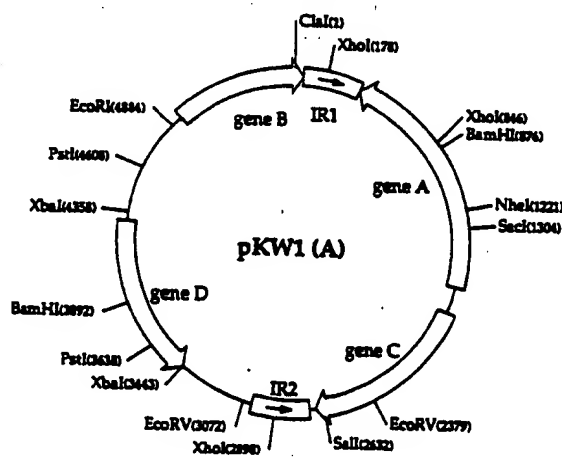 ClaI(1)
XhoI(178)
EcoRI(4884)
gene B
IR1
XhoI(846)
BamHI(876)
PstI(4608)
gene A
XbaI(4358)
NheI(1221)
SacI(1304)
pKW1 (A)
BamHI(3892)
gene D
gene C
PstI(3638)
XbaI(3443)
IR2
EcoRV(3072)
EcoRV(2379)
XhoI(2898)
SalI(2632)